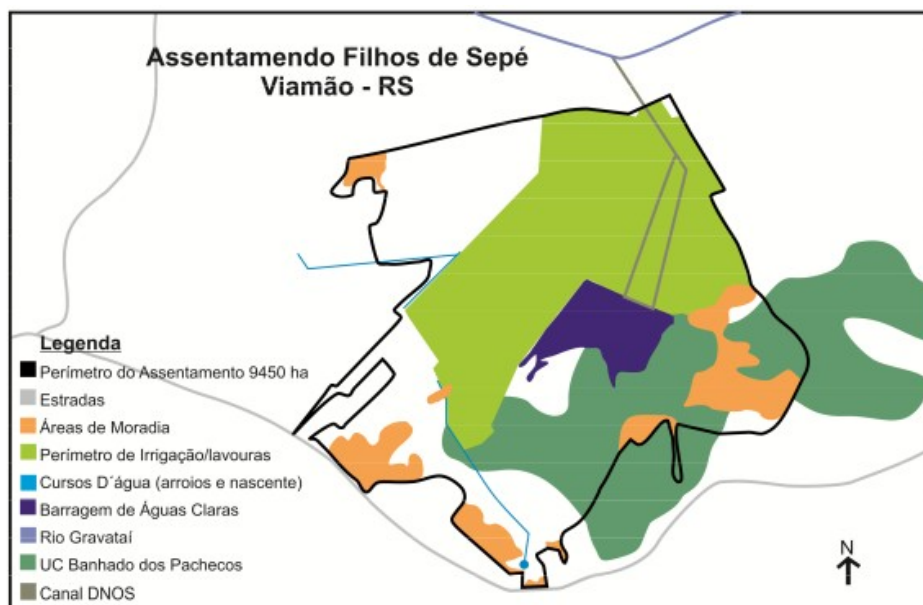 Assentamendo Filhos de Sepé
Viamão - RS
Legenda
Perímetro do Assentamento 9450 ha
Estradas
Áreas de Moradia
Perímetro de Irrigação/lavouras
Cursos D´água (arroios e nascente)
Barragem de Águas Claras
Rio Gravataí
UC Banhado dos Pachecos
Canal DNOS
N